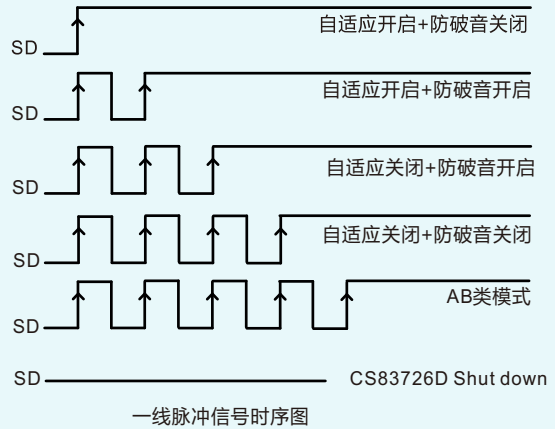 自适应开启+防破音关闭
SD
自适应开启+防破音开启
SD
自适应关闭+防破音开启
SD
自适应关闭+防破音关闭
SD
AB类模式
SD
SD CS83726D Shut down
一线脉冲信号时序图